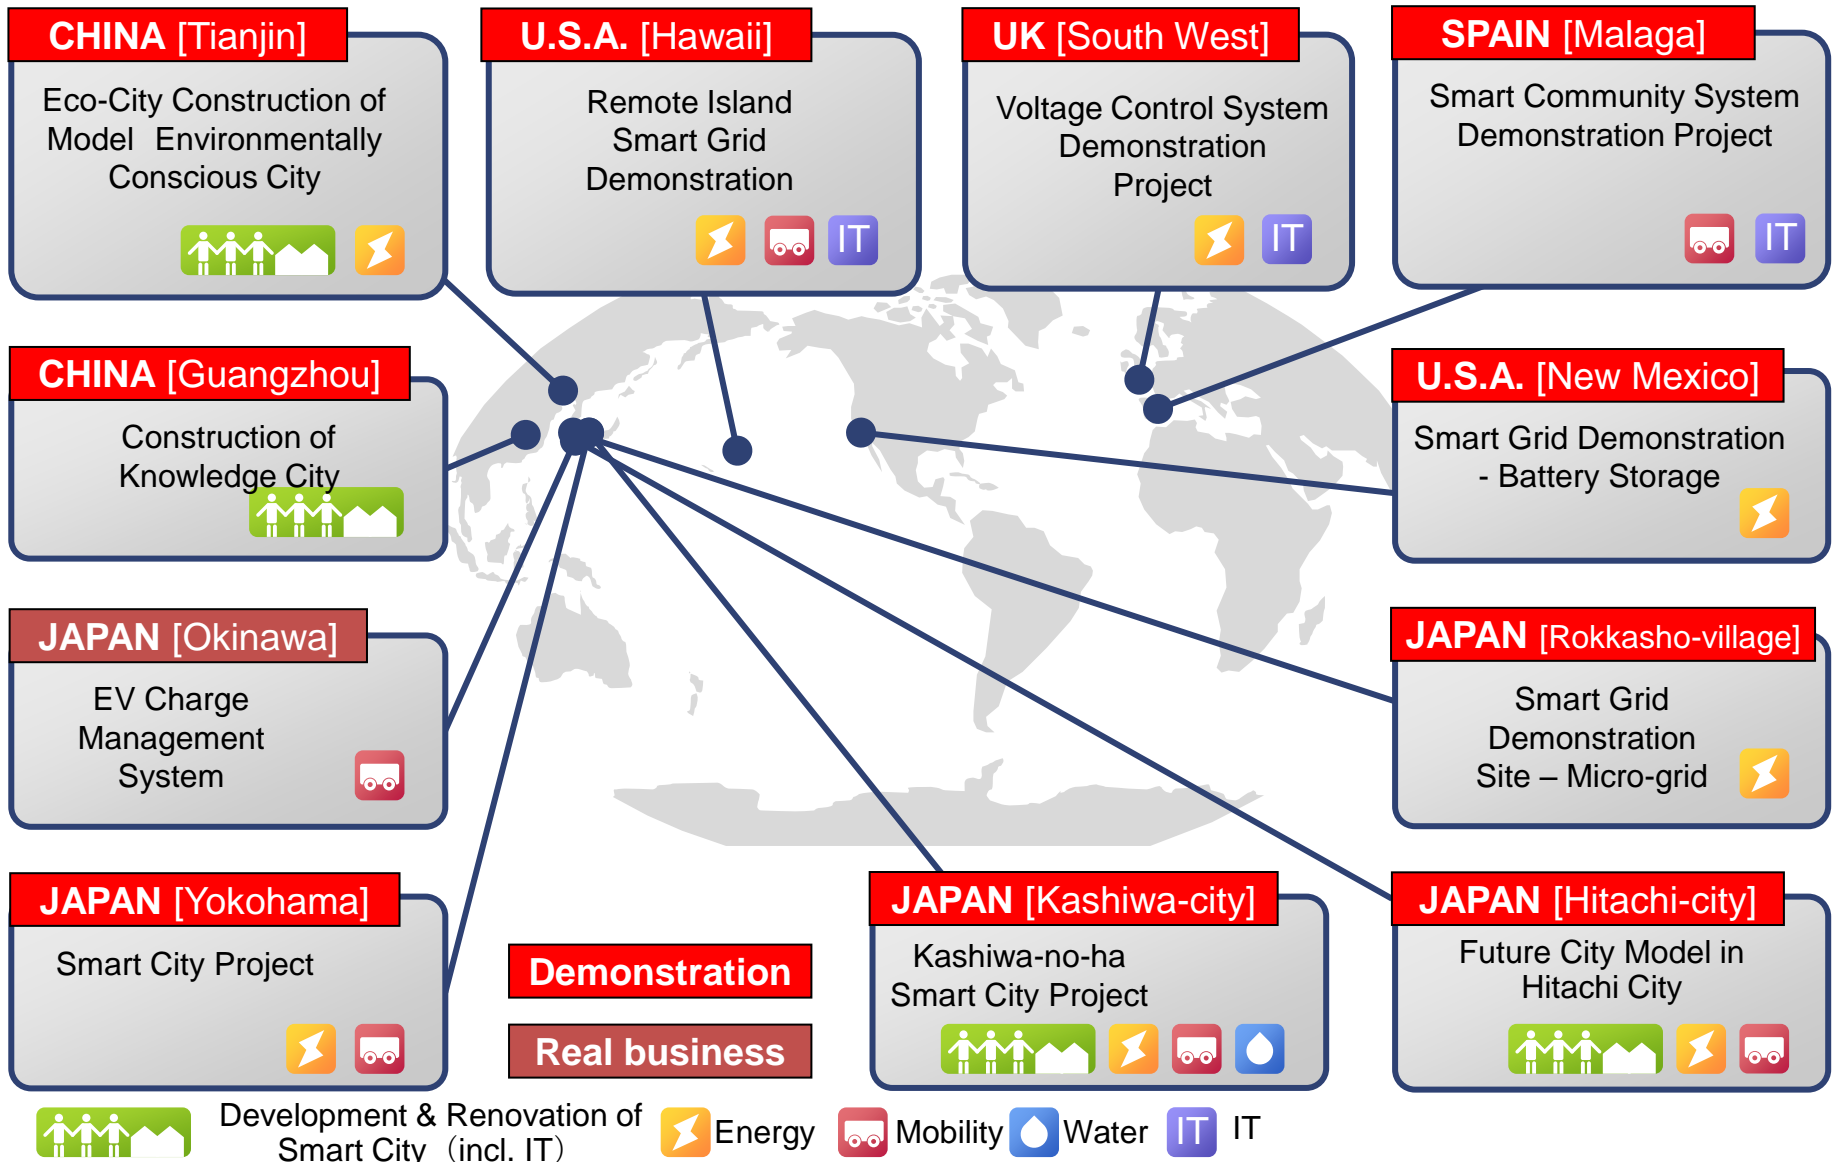 CHINA [Tianjin]
Eco-City Construction of
Model Environmentally
Conscious City
U.S.A. [Hawaii]
Remote Island
Smart Grid
Demonstration
IT
UK [South West]
Voltage Control System
Demonstration
Project
IT
SPAIN [Malaga]
Smart Community System
Demonstration Project
IT
CHINA [Guangzhou]
Construction of
Knowledge City
U.S.A. [New Mexico]
Smart Grid Demonstration
- Battery Storage
JAPAN [Okinawa]
EV Charge
Management
System
JAPAN [Rokkasho-village]
Smart Grid
Demonstration
Site – Micro-grid
JAPAN [Yokohama]
Smart City Project
Demonstration
Real business
JAPAN [Kashiwa-city]
Kashiwa-no-ha
Smart City Project
JAPAN [Hitachi-city]
Future City Model in
Hitachi City
Development & Renovation of
Smart City（incl. IT）
Energy
Mobility
Water
IT
IT